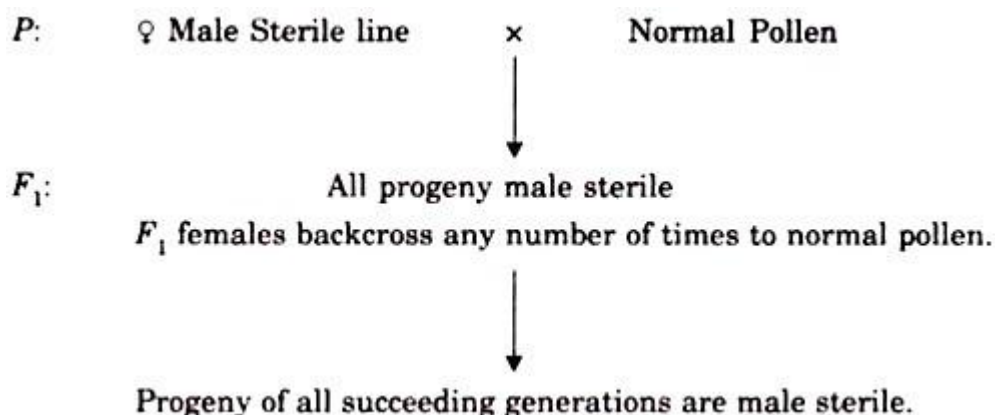 P: ♀ Male Sterile line × Normal Pollen
F₁: All progeny male sterile
F₁ females backcross any number of times to normal pollen.
Progeny of all succeeding generations are male sterile.